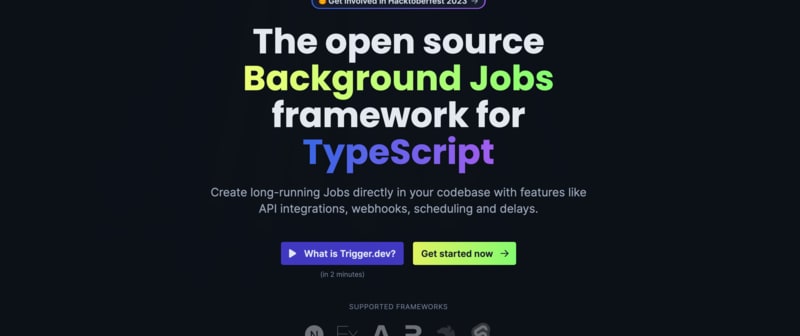 Get involved in Hacktoberfest 2023 →
The open source
Background Jobs
framework for
TypeScript
Create long-running Jobs directly in your codebase with features like
API integrations, webhooks, scheduling and delays.
What is Trigger.dev?
Get started now →
(in 2 minutes)
SUPPORTED FRAMEWORKS
N Ex